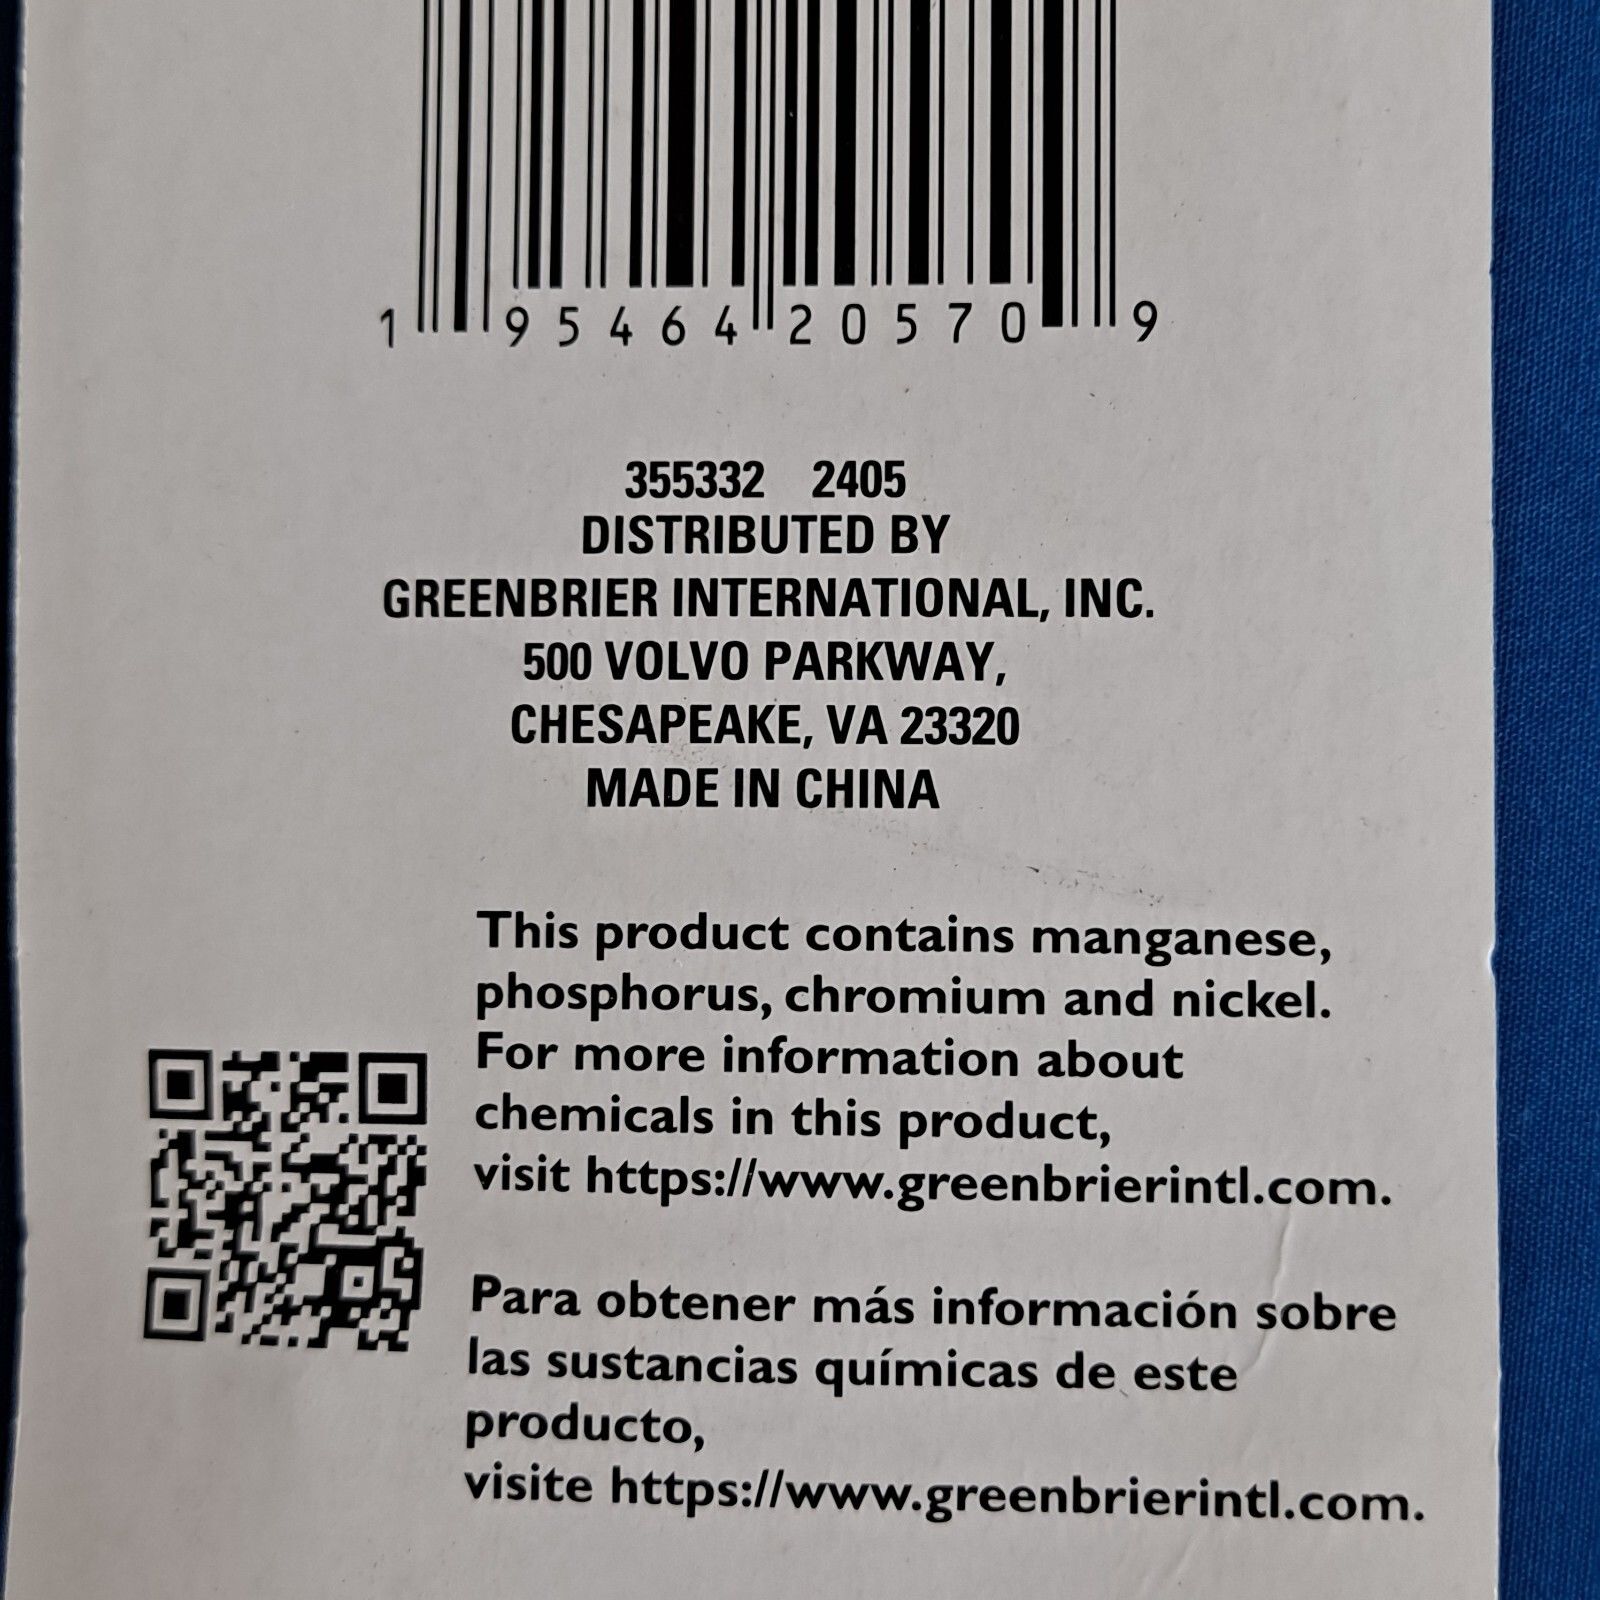 1 95464 20570 9
355332 2405
DISTRIBUTED BY
GREENBRIER INTERNATIONAL, INC.
500 VOLVO PARKWAY,
CHESAPEAKE, VA 23320
MADE IN CHINA
This product contains manganese,
phosphorus, chromium and nickel.
For more information about
chemicals in this product,
visit https://www.greenbrierintl.com.
Para obtener más información sobre
las sustancias químicas de este
producto,
visite https://www.greenbrierintl.com.